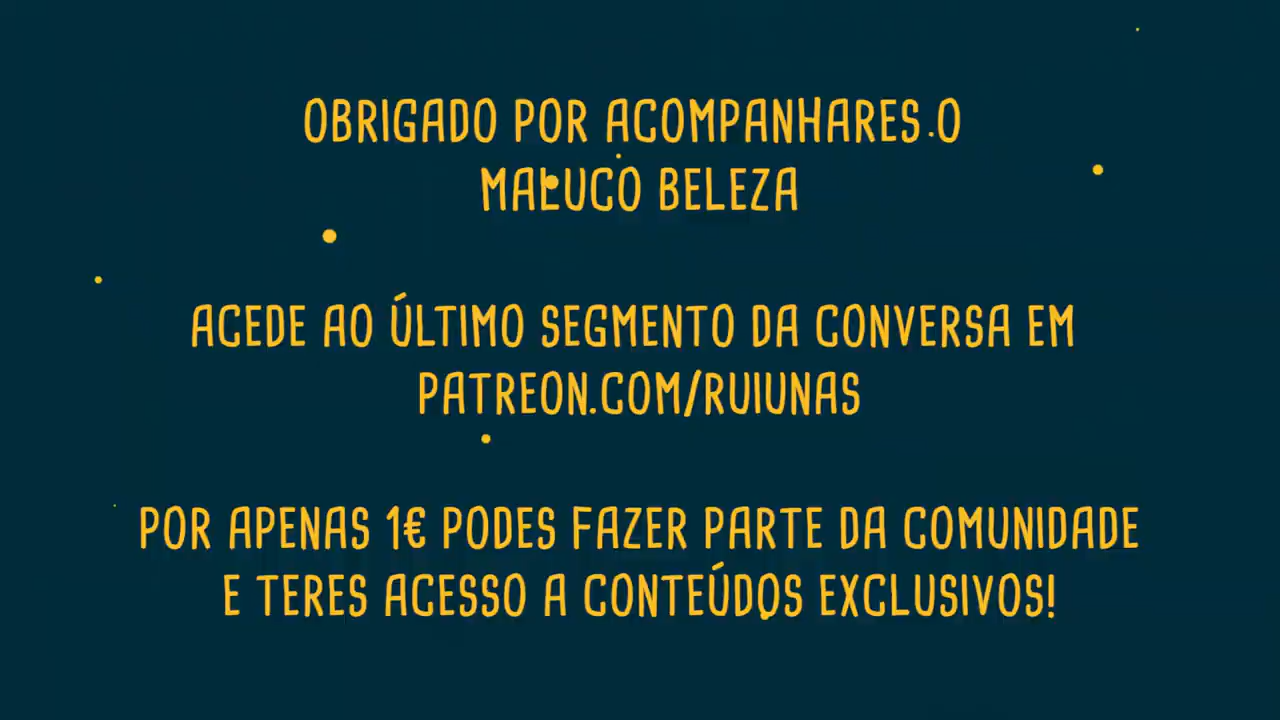 OBRIGADO POR ACOMPANHARES O
MALUCO BELEZA
ACEDE AO ÚLTIMO SEGMENTO DA CONVERSA EM
PATREON.COM/RUIUNAS
POR APENAS 1€ PODES FAZER PARTE DA COMUNIDADE
E TERES ACESSO A CONTEÚDOS EXCLUSIVOS!